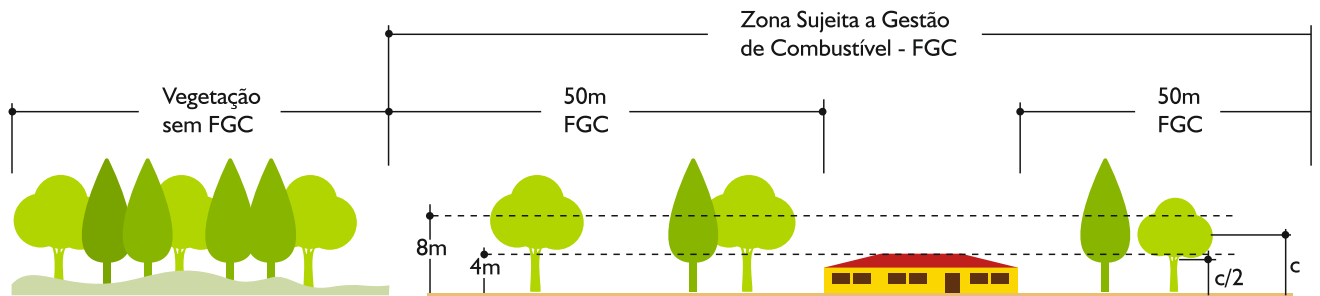 Zona Sujeita a Gestão
de Combustível - FGC
Vegetação
sem FGC
50m
FGC
50m
FGC
8m
4m
c/2
c